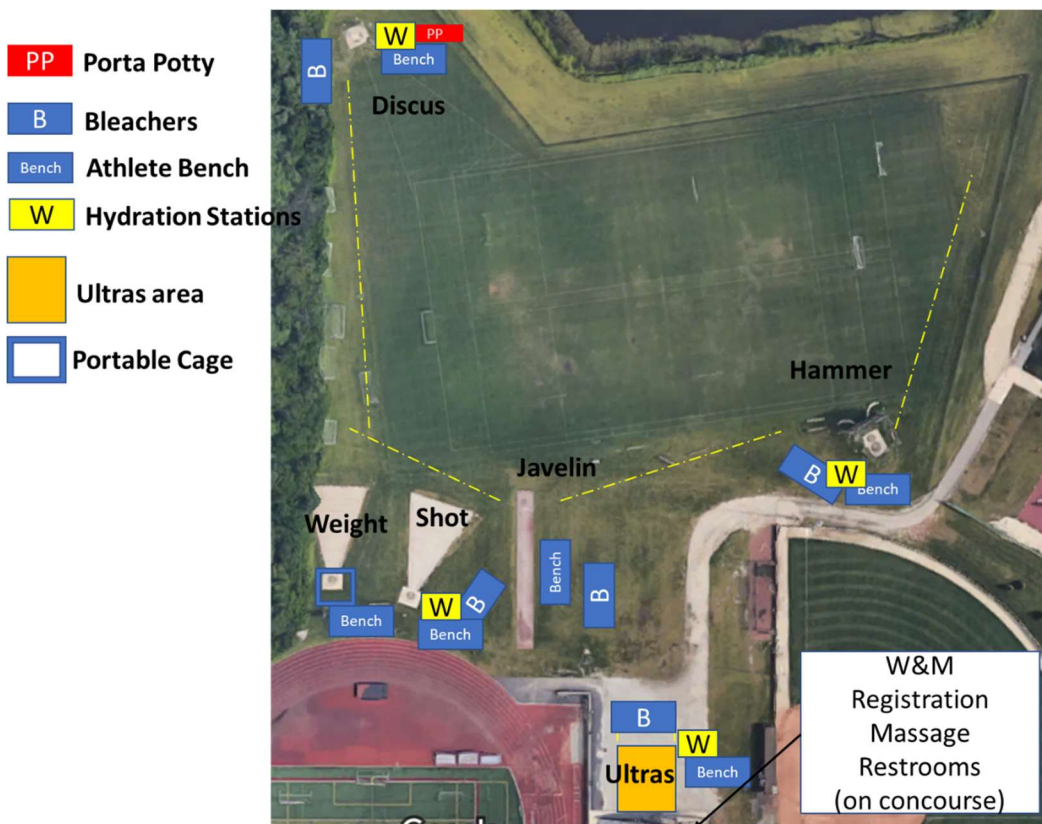 PP Porta Potty
B Bleachers
Bench Athlete Bench
W Hydration Stations
Ultras area
Portable Cage
W PP
B Bench
Discus
Hammer
Javelin
B W
Bench
Weight Shot
Bench B
W B
Bench Bench
B
W
Ultras Bench
W&M
Registration
Massage
Restrooms
(on concourse)